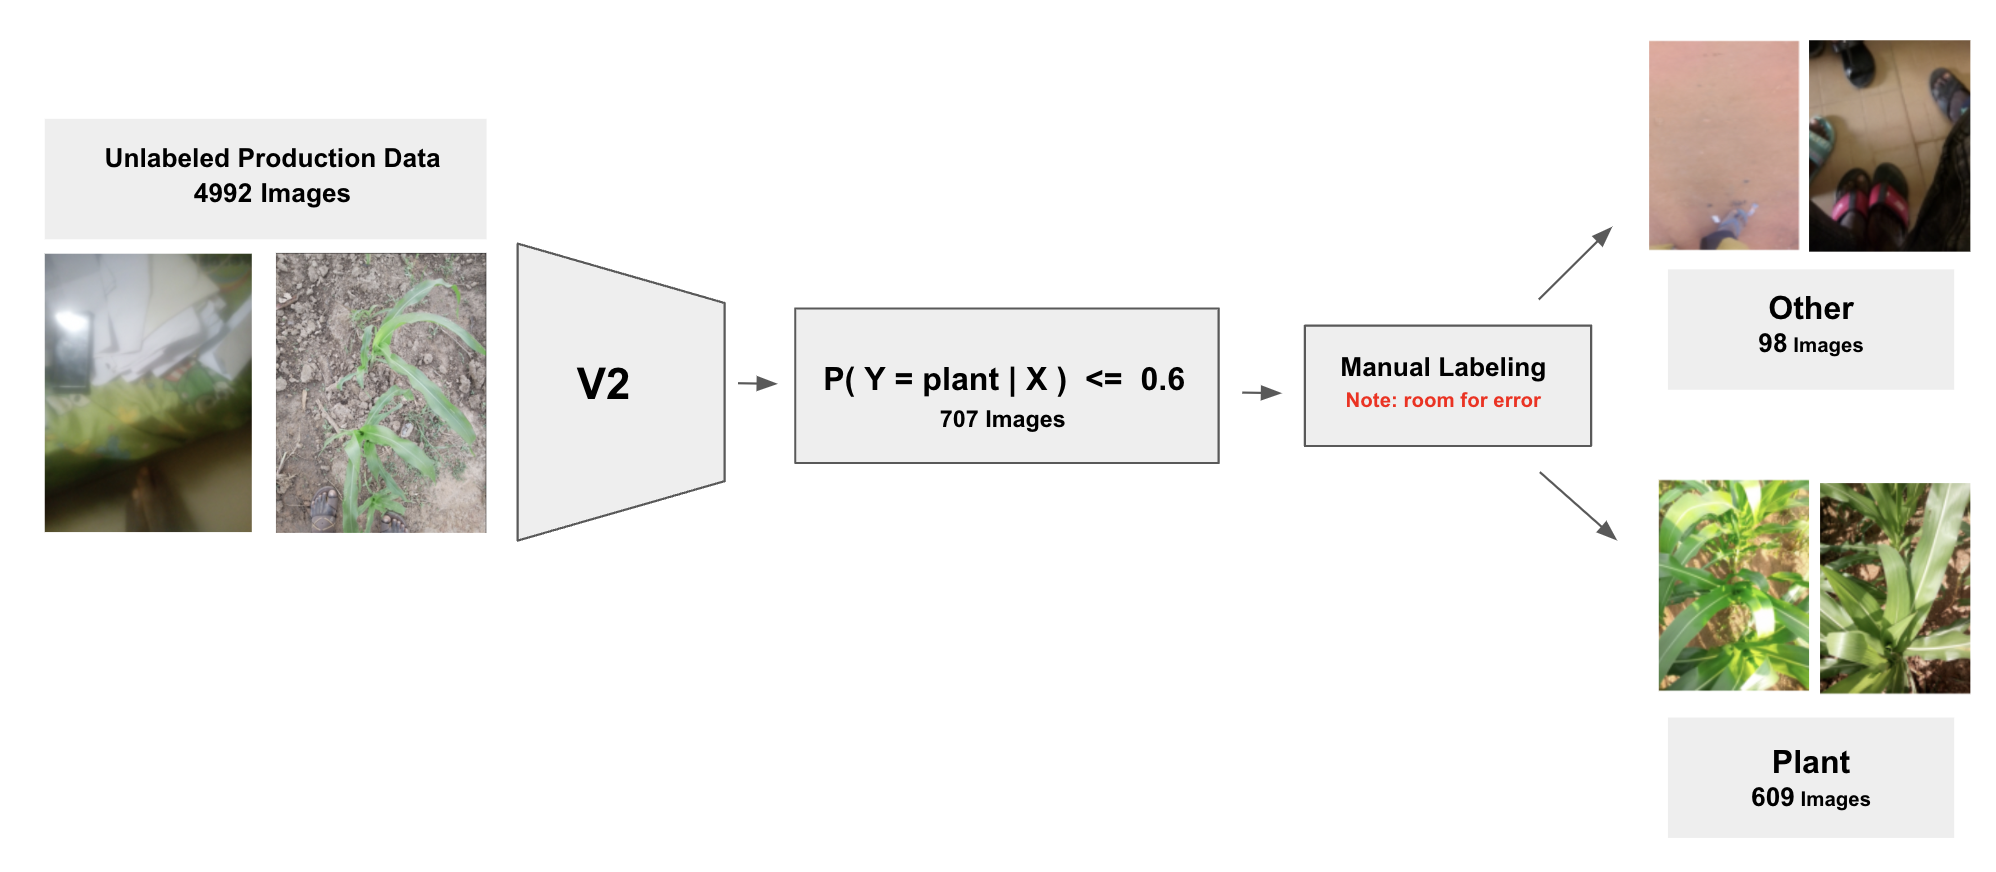 Unlabeled Production Data
4992 Images
V2
P( Y = plant | X ) <= 0.6
707 Images
Manual Labeling
Note: room for error
Other
98 Images
Plant
609 Images